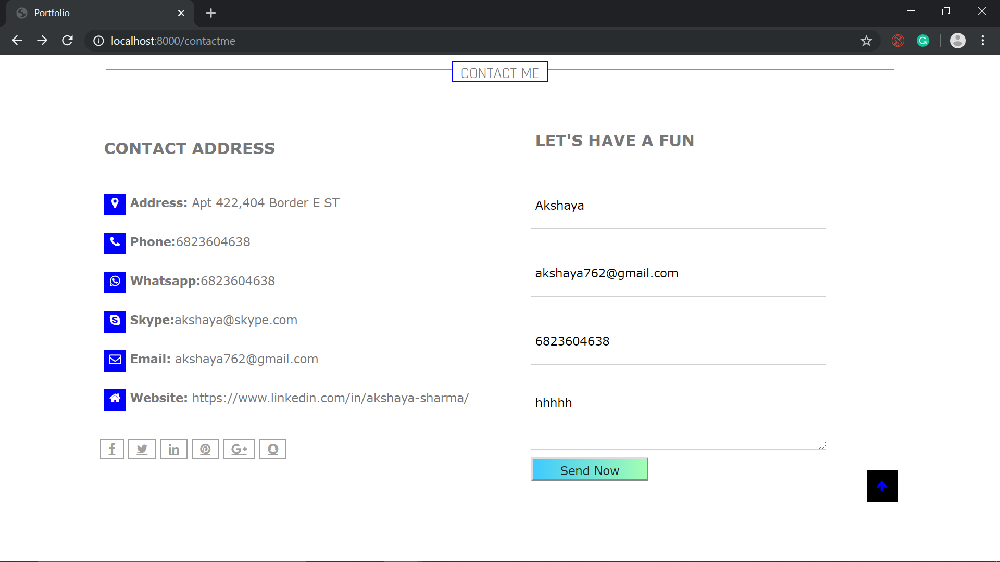 Portfolio
localhost:8000/contactme
CONTACT ME
CONTACT ADDRESS
Address: Apt 422,404 Border E ST
Phone:6823604638
Whatsapp:6823604638
Skype:akshaya@skype.com
Email: akshaya762@gmail.com
Website: https://www.linkedin.com/in/akshaya-sharma/
LET'S HAVE A FUN
Akshaya
akshaya762@gmail.com
6823604638
hhhhh
Send Now